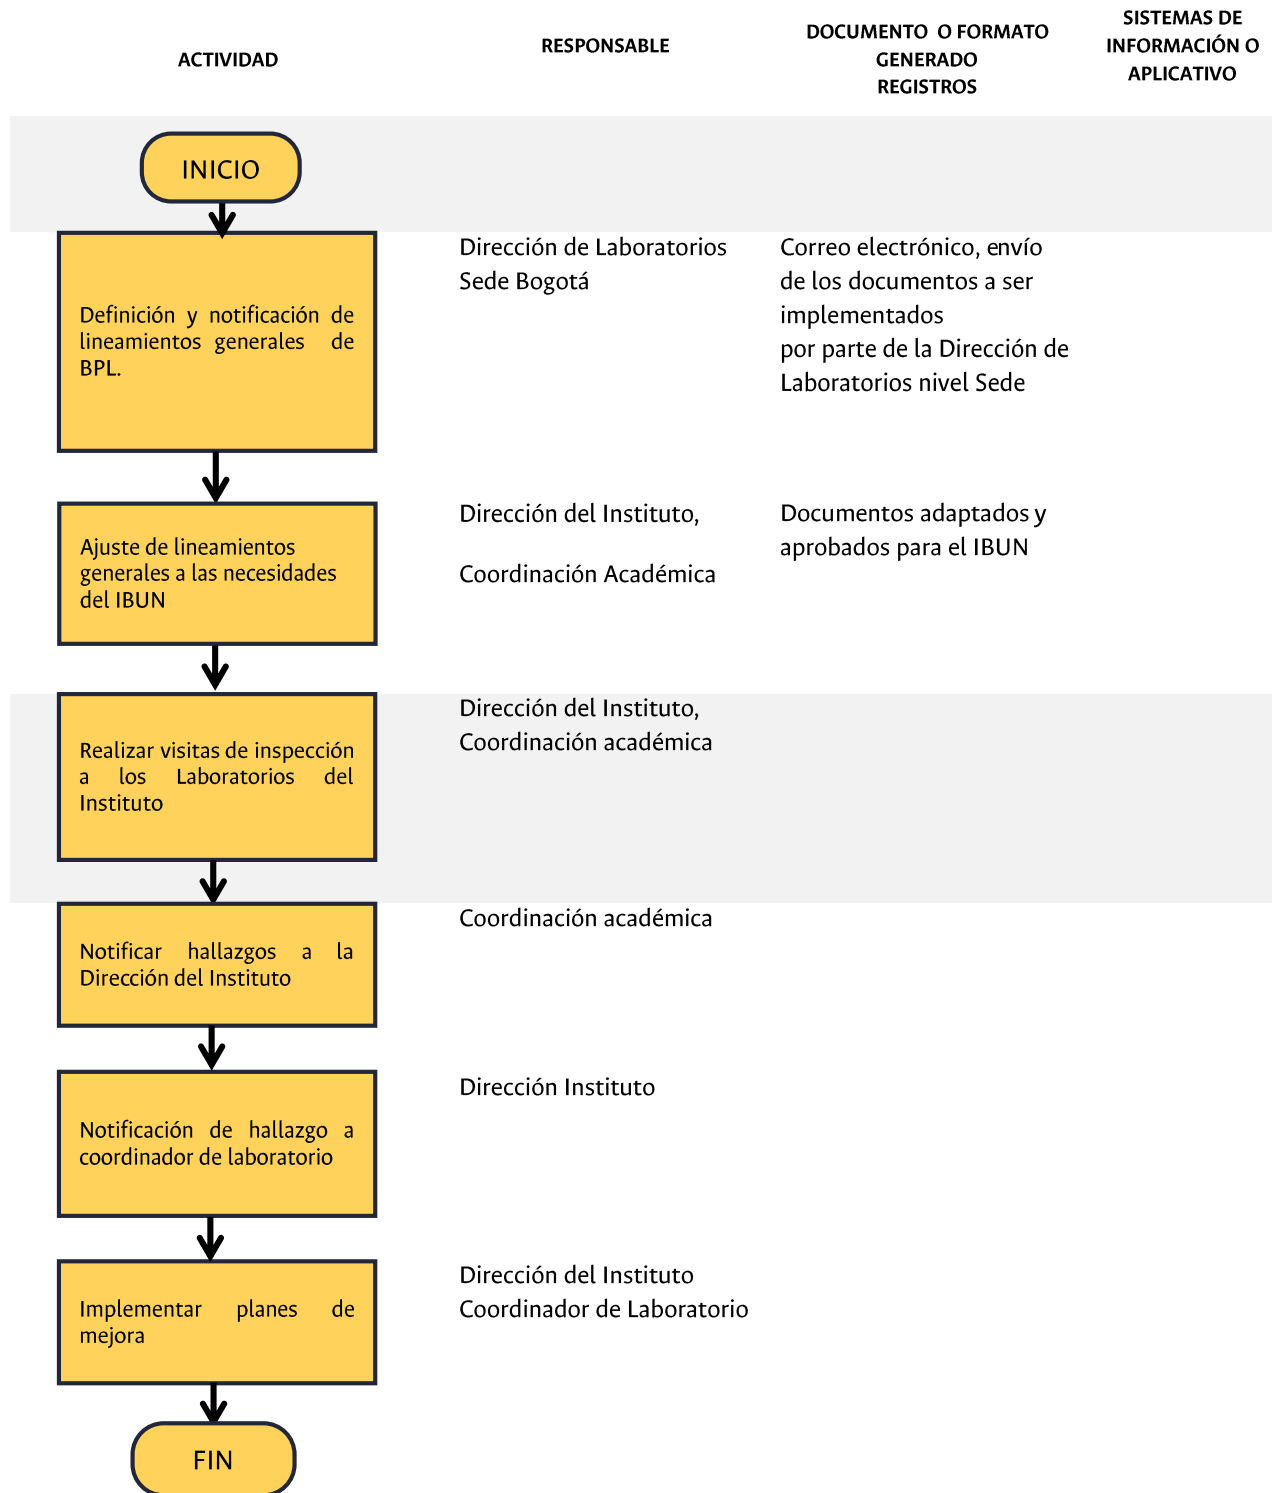 ACTIVIDAD
RESPONSABLE
DOCUMENTO O FORMATO
GENERADO
REGISTROS
SISTEMAS DE
INFORMACIÓN O
APLICATIVO
INICIO
Definición y notificación de
lineamientos generales de
BPL.
Dirección de Laboratorios
Sede Bogotá
Correo electrónico, envío
de los documentos a ser
implementados
por parte de la Dirección de
Laboratorios nivel Sede
Ajuste de lineamientos
generales a las necesidades
del IBUN
Dirección del Instituto,
Coordinación Académica
Documentos adaptados y
aprobados para el IBUN
Realizar visitas de inspección
a los Laboratorios del
Instituto
Dirección del Instituto,
Coordinación académica
Notificar hallazgos a la
Dirección del Instituto
Coordinación académica
Notificación de hallazgo a
coordinador de laboratorio
Dirección Instituto
Implementar planes de
mejora
Dirección del Instituto
Coordinador de Laboratorio
FIN